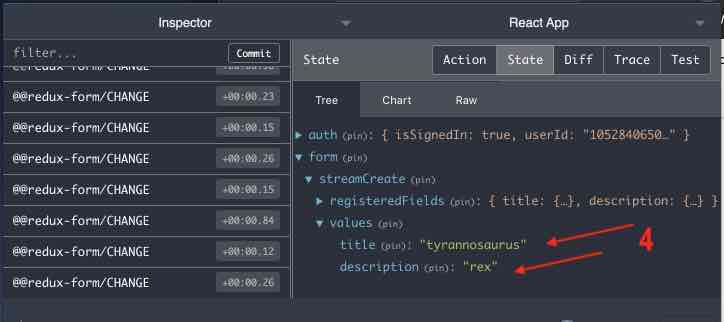 Inspector
React App
filter...
Commit
State
Action
State
Diff
Trace
Test
@@redux-form/CHANGE
@@redux-form/CHANGE +00:00.23
@@redux-form/CHANGE +00:00.15
@@redux-form/CHANGE +00:00.26
@@redux-form/CHANGE +00:00.15
@@redux-form/CHANGE +00:00.84
@@redux-form/CHANGE +00:00.12
@@redux-form/CHANGE +00:00.26
Tree
Chart
Raw
auth (pin): { isSignedIn: true, userId: "1052840650…" }
form (pin)
streamCreate (pin)
registeredFields (pin): { title: {…}, description: {…} }
values (pin)
title (pin): "tyrannosaurus"
description (pin): "rex"
4